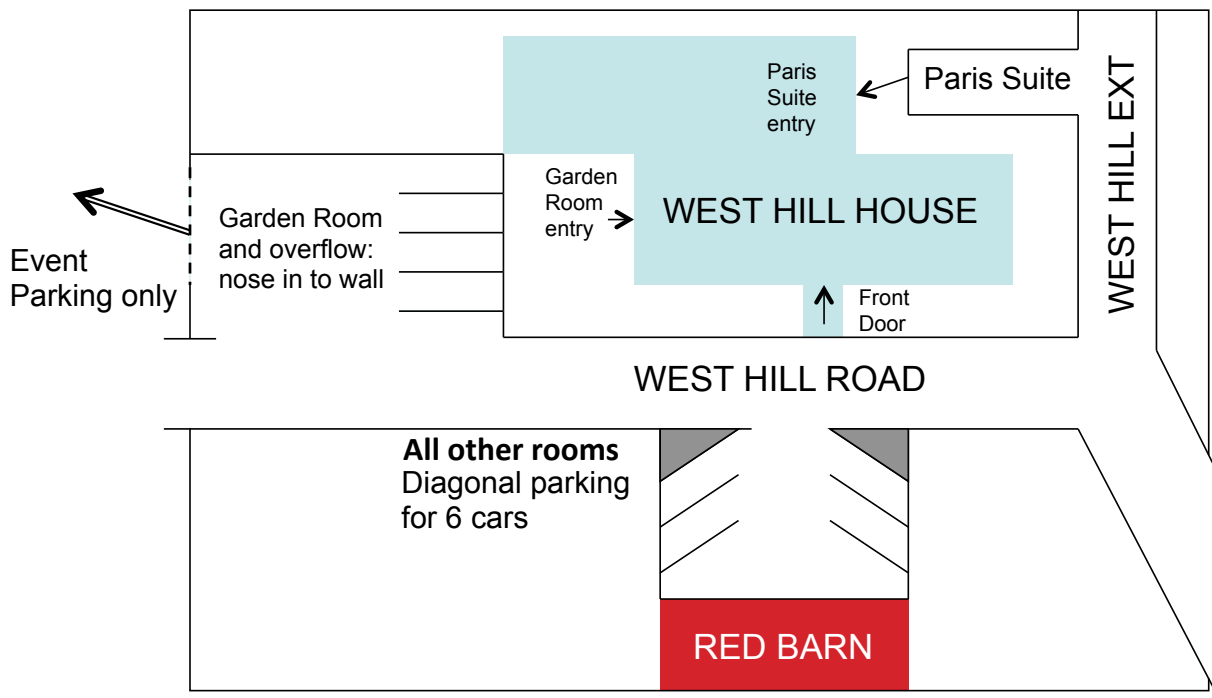 Paris
Suite
entry
Paris Suite
WEST HILL EXT
Garden
Room
entry
WEST HILL HOUSE
Garden Room
and overflow:
nose in to wall
Event
Parking only
Front
Door
WEST HILL ROAD
All other rooms
Diagonal parking
for 6 cars
RED BARN